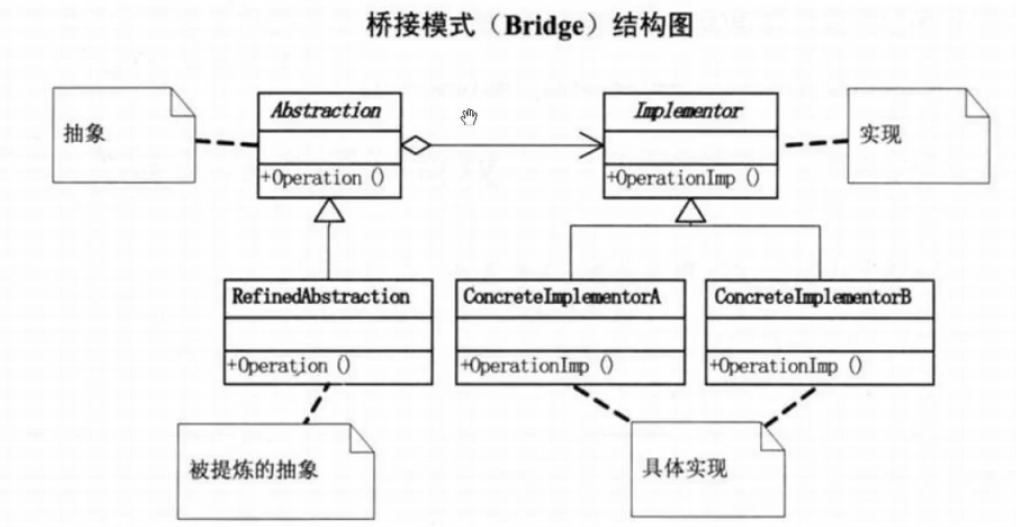 桥接模式（Bridge）结构图
抽象
Abstraction
+Operation ()
Implementor
+OperationImp ()
实现
RefinedAbstraction
+Operation ()
ConcreteImplementorA
+OperationImp ()
ConcreteImplementorB
+OperationImp ()
被提炼的抽象
具体实现